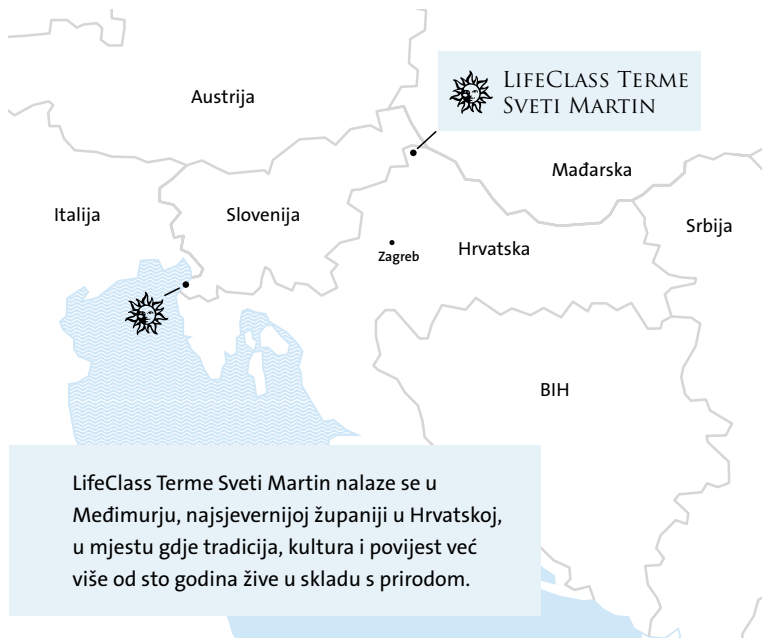 Austrija
LifeClass Terme
Sveti Martin
Mađarska
Italija
Slovenija
Srbija
Zagreb
Hrvatska
BIH
LifeClass Terme Sveti Martin nalaze se u
Međimurju, najsjevernijoj županiji u Hrvatskoj,
u mjestu gdje tradicija, kultura i povijest već
više od sto godina žive u skladu s prirodom.